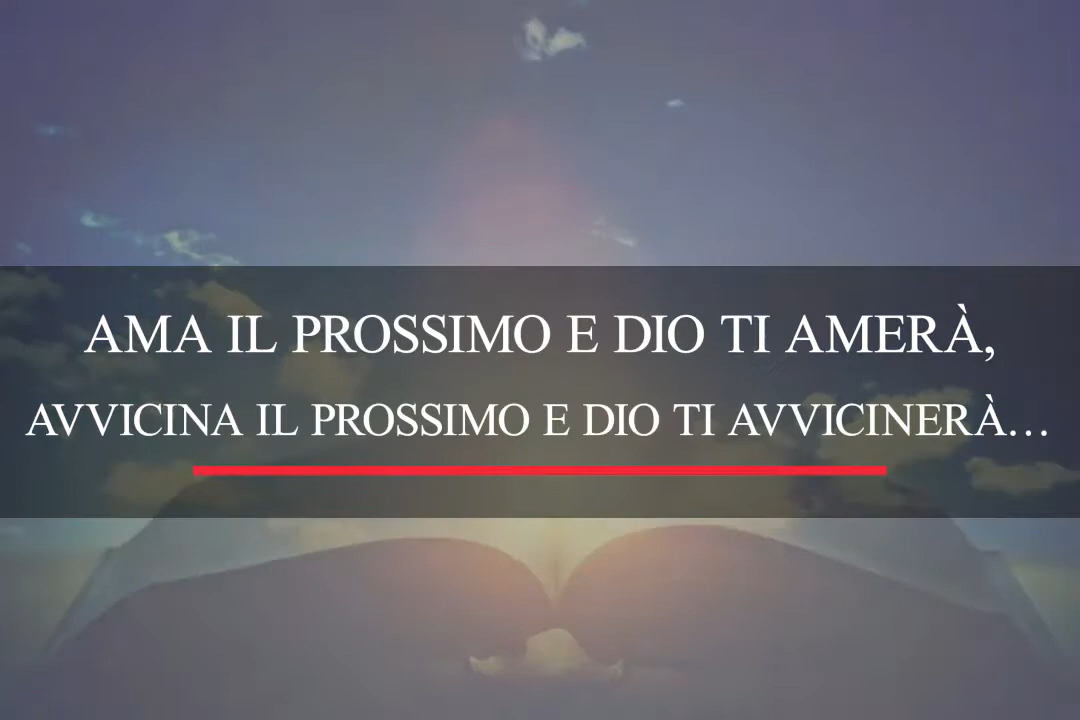 AMA IL PROSSIMO E DIO TI AMERÀ,
AVVICINA IL PROSSIMO E DIO TI AVVICINERÀ...